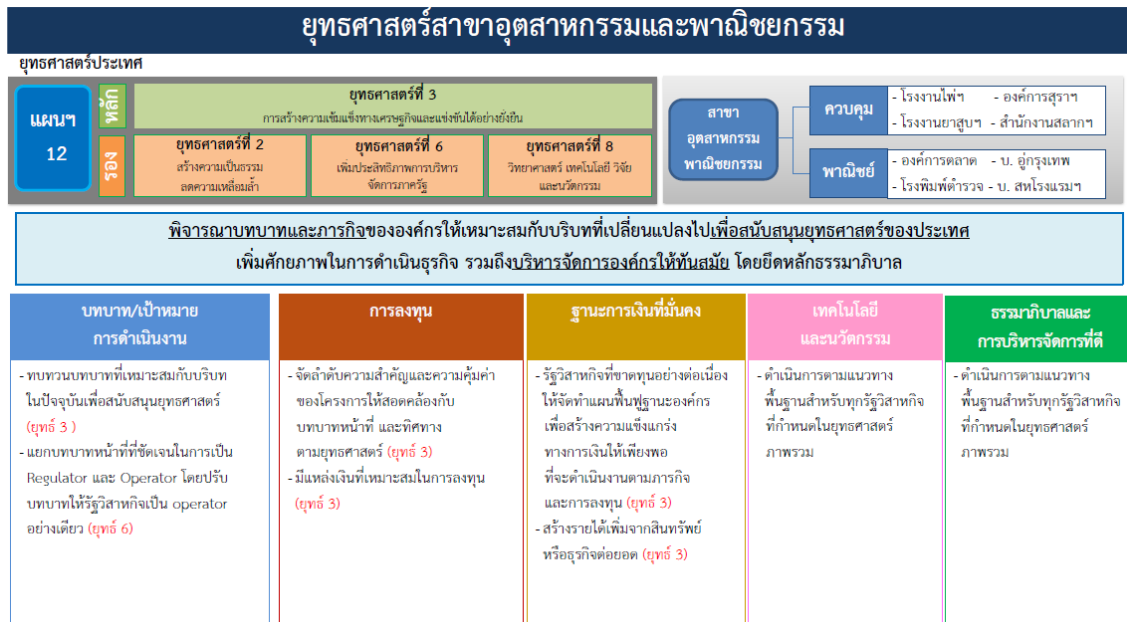 ยุทธศาสตร์สาขาอุตสาหกรรมและพาณิชยกรรม
ยุทธศาสตร์ประเทศ
แผนฯ
12
หลัก
ยุทธศาสตร์ที่ 3
การสร้างความเข้มแข็งทางเศรษฐกิจและแข่งขันได้อย่างยั่งยืน
รอง
ยุทธศาสตร์ที่ 2
สร้างความเป็นธรรม
ลดความเหลื่อมล้ำ
ยุทธศาสตร์ที่ 6
เพิ่มประสิทธิภาพการบริหาร
จัดการภาครัฐ
ยุทธศาสตร์ที่ 8
วิทยาศาสตร์ เทคโนโลยี วิจัย
และนวัตกรรม
สาขา
อุตสาหกรรม
พาณิชยกรรม
ควบคุม
- โรงงานไพ่ฯ - องค์การสุราฯ
- โรงงานยาสูบฯ - สำนักงานสลากฯ
พาณิชย์
- องค์การตลาด - บ. อู่กรุงเทพ
- โรงพิมพ์ตำรวจ - บ. สหโรงแรมฯ
พิจารณาบทบาทและภารกิจขององค์กรให้เหมาะสมกับบริบทที่เปลี่ยนแปลงไปเพื่อสนับสนุนยุทธศาสตร์ของประเทศ
เพิ่มศักยภาพในการดำเนินธุรกิจ รวมถึงบริหารจัดการองค์กรให้ทันสมัย โดยยึดหลักธรรมาภิบาล
บทบาท/เป้าหมาย
การดำเนินงาน
- ทบทวนบทบาทที่เหมาะสมกับบริบท
ในปัจจุบันเพื่อสนับสนุนยุทธศาสตร์
(ยุทธ์ 3 )
- แยกบทบาทหน้าที่ที่ชัดเจนในการเป็น
Regulator และ Operator โดยปรับ
บทบาทให้รัฐวิสาหกิจเป็น operator
อย่างเดียว (ยุทธ์ 6)
การลงทุน
- จัดลำดับความสำคัญและความคุ้มค่า
ของโครงการให้สอดคล้องกับ
บทบาทหน้าที่ และทิศทาง
ตามยุทธศาสตร์ (ยุทธ์ 3)
- มีแหล่งเงินที่เหมาะสมในการลงทุน
(ยุทธ์ 3)
ฐานะการเงินที่มั่นคง
- รัฐวิสาหกิจที่ขาดทุนอย่างต่อเนื่อง
ให้จัดทำแผนฟื้นฟูฐานะองค์กร
เพื่อสร้างความแข็งแกร่ง
ทางการเงินให้เพียงพอ
ที่จะดำเนินงานตามภารกิจ
และการลงทุน (ยุทธ์ 3)
- สร้างรายได้เพิ่มจากสินทรัพย์
หรือธุรกิจต่อยอด (ยุทธ์ 3)
เทคโนโลยี
และนวัตกรรม
- ดำเนินการตามแนวทาง
พื้นฐานสำหรับทุกรัฐวิสาหกิจ
ที่กำหนดในยุทธศาสตร์
ภาพรวม
ธรรมาภิบาลและ
การบริหารจัดการที่ดี
- ดำเนินการตามแนวทาง
พื้นฐานสำหรับทุกรัฐวิสาหกิจ
ที่กำหนดในยุทธศาสตร์
ภาพรวม